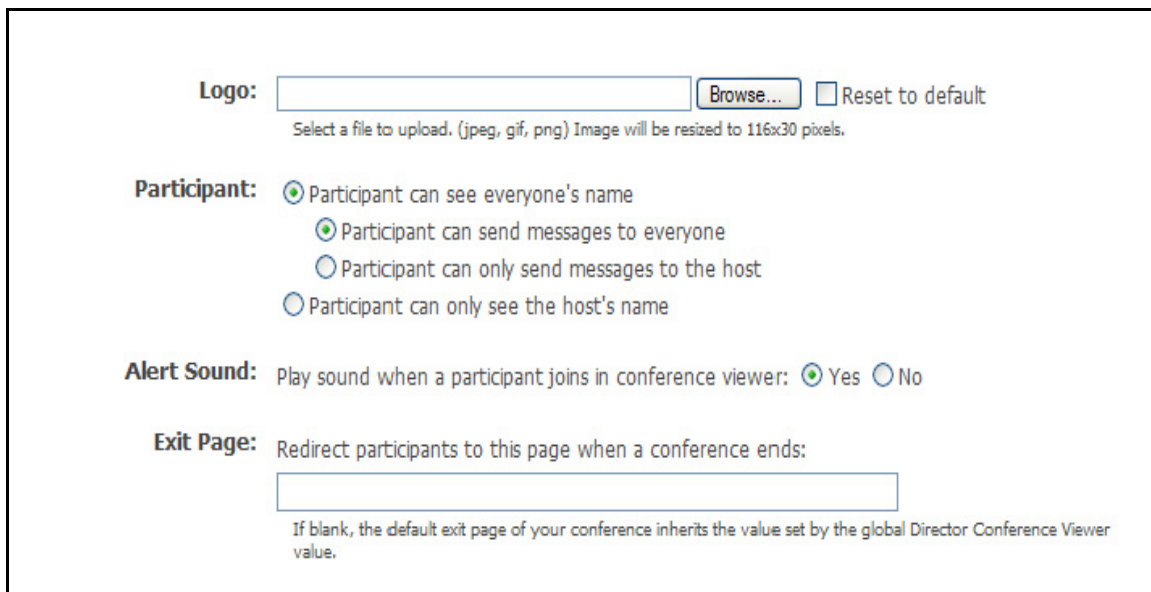 Logo: Browse... Reset to default
Select a file to upload. (jpeg, gif, png) Image will be resized to 116x30 pixels.
Participant: Participant can see everyone's name
Participant can send messages to everyone
Participant can only send messages to the host
Participant can only see the host's name
Alert Sound: Play sound when a participant joins in conference viewer: Yes No
Exit Page: Redirect participants to this page when a conference ends:
If blank, the default exit page of your conference inherits the value set by the global Director Conference Viewer
value.